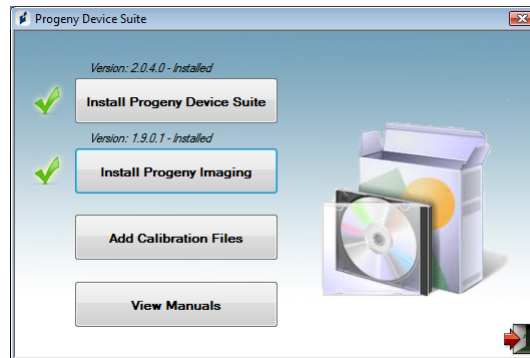 Progeny Device Suite
Version: 2.0.4.0 - Installed
Install Progeny Device Suite
Version: 1.9.0.1 - Installed
Install Progeny Imaging
Add Calibration Files
View Manuals